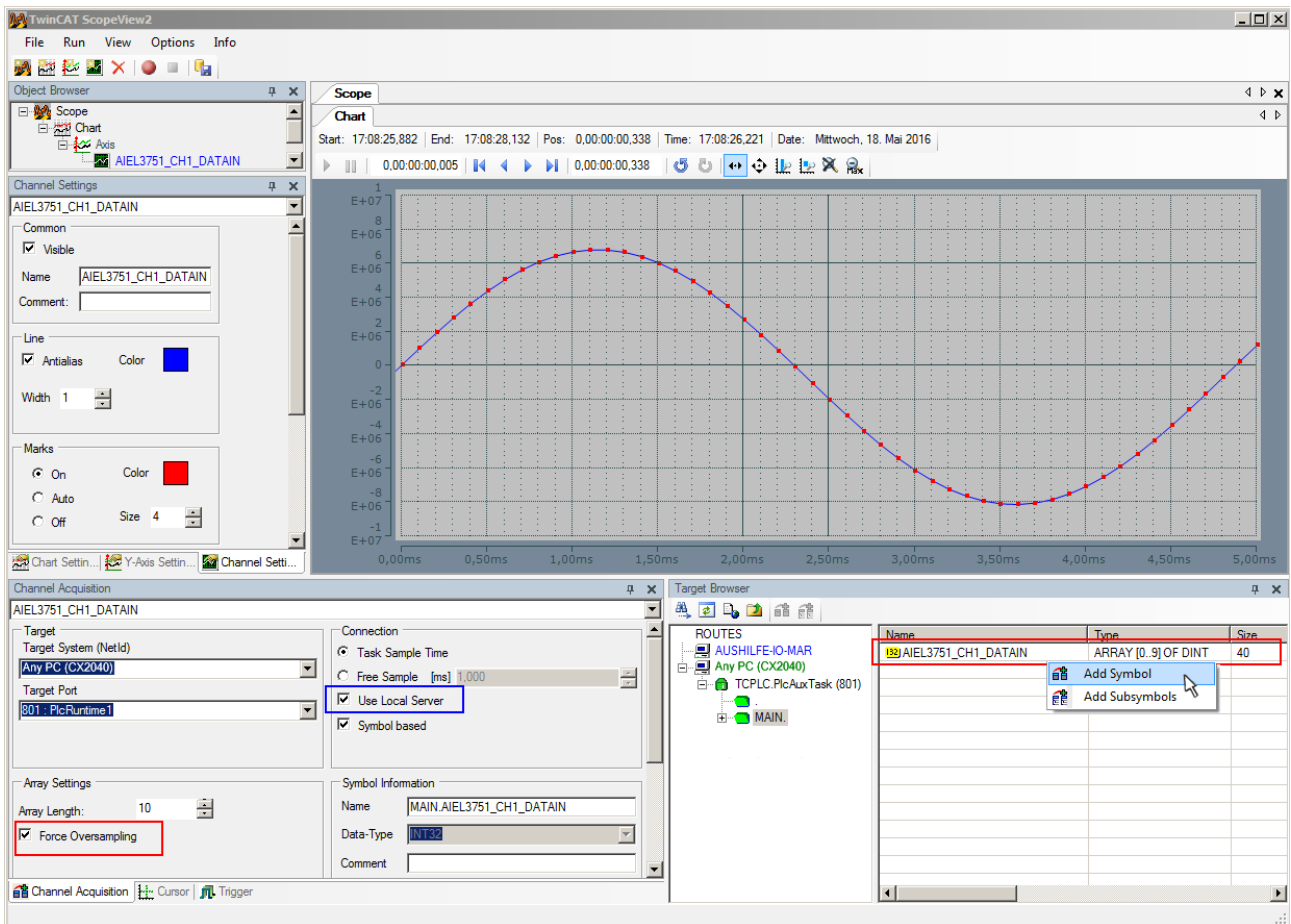 TwinCAT ScopeView2
File Run View Options Info
Object Browser
Scope
Chart
Axis
AIEL3751_CH1_DATAIN
Channel Settings
AIEL3751_CH1_DATAIN
Common
Visible
Name AIEL3751_CH1_DATAIN
Comment:
Line
Antialias Color
Width 1
Marks
On Color
Auto
Off Size 4
Chart Settin... Y-Axis Settin... Channel Setti...
Scope
Chart
Start: 17:08:25,882 End: 17:08:28,132 Pos: 0,00:00:00,338 Time: 17:08:26,221 Date: Mittwoch, 18. Mai 2016
0,00:00:00,005 0,00:00:00,338 Max
1
E+07
8
E+06
6
E+06
4
E+06
2
E+06
0
-2
E+06
-4
E+06
-6
E+06
-8
E+06
-1
E+07
0,00ms 0,50ms 1,00ms 1,50ms 2,00ms 2,50ms 3,00ms 3,50ms 4,00ms 4,50ms 5,00ms
Channel Acquisition
AIEL3751_CH1_DATAIN
Target
Target System (NetId)
Any PC (CX2040)
Target Port
801 : PlcRuntime1
Array Settings
Array Length: 10
Force Oversampling
Connection
Task Sample Time
Free Sample [ms] 1,000
Use Local Server
Symbol based
Symbol Information
Name MAIN.AIEL3751_CH1_DATAIN
Data-Type INT32
Comment
Channel Acquisition Cursor Trigger
Target Browser
ROUTES
AUSHILFE-IO-MAR
Any PC (CX2040)
TCPLC.PlcAuxTask (801)
.
MAIN.
Name Type Size
I32 AIEL3751_CH1_DATAIN ARRAY [0..9] OF DINT 40
Add Symbol
Add Subsymbols